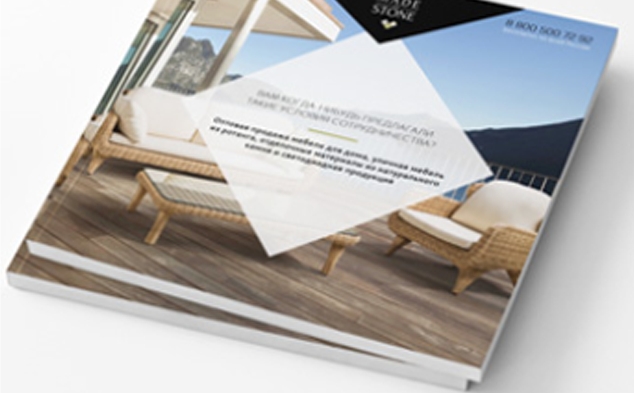 ADE
STONE
8 800 500 72 92
ВАМ КОГДА-НИБУДЬ ПРЕДЛАГАЛИ
ТАКИЕ УСЛОВИЯ СОТРУДНИЧЕСТВА?
Оптовая продажа мебели для дома, уличная мебель
из ротанга, отделочные материалы из натурального
камня и светодиодная продукция